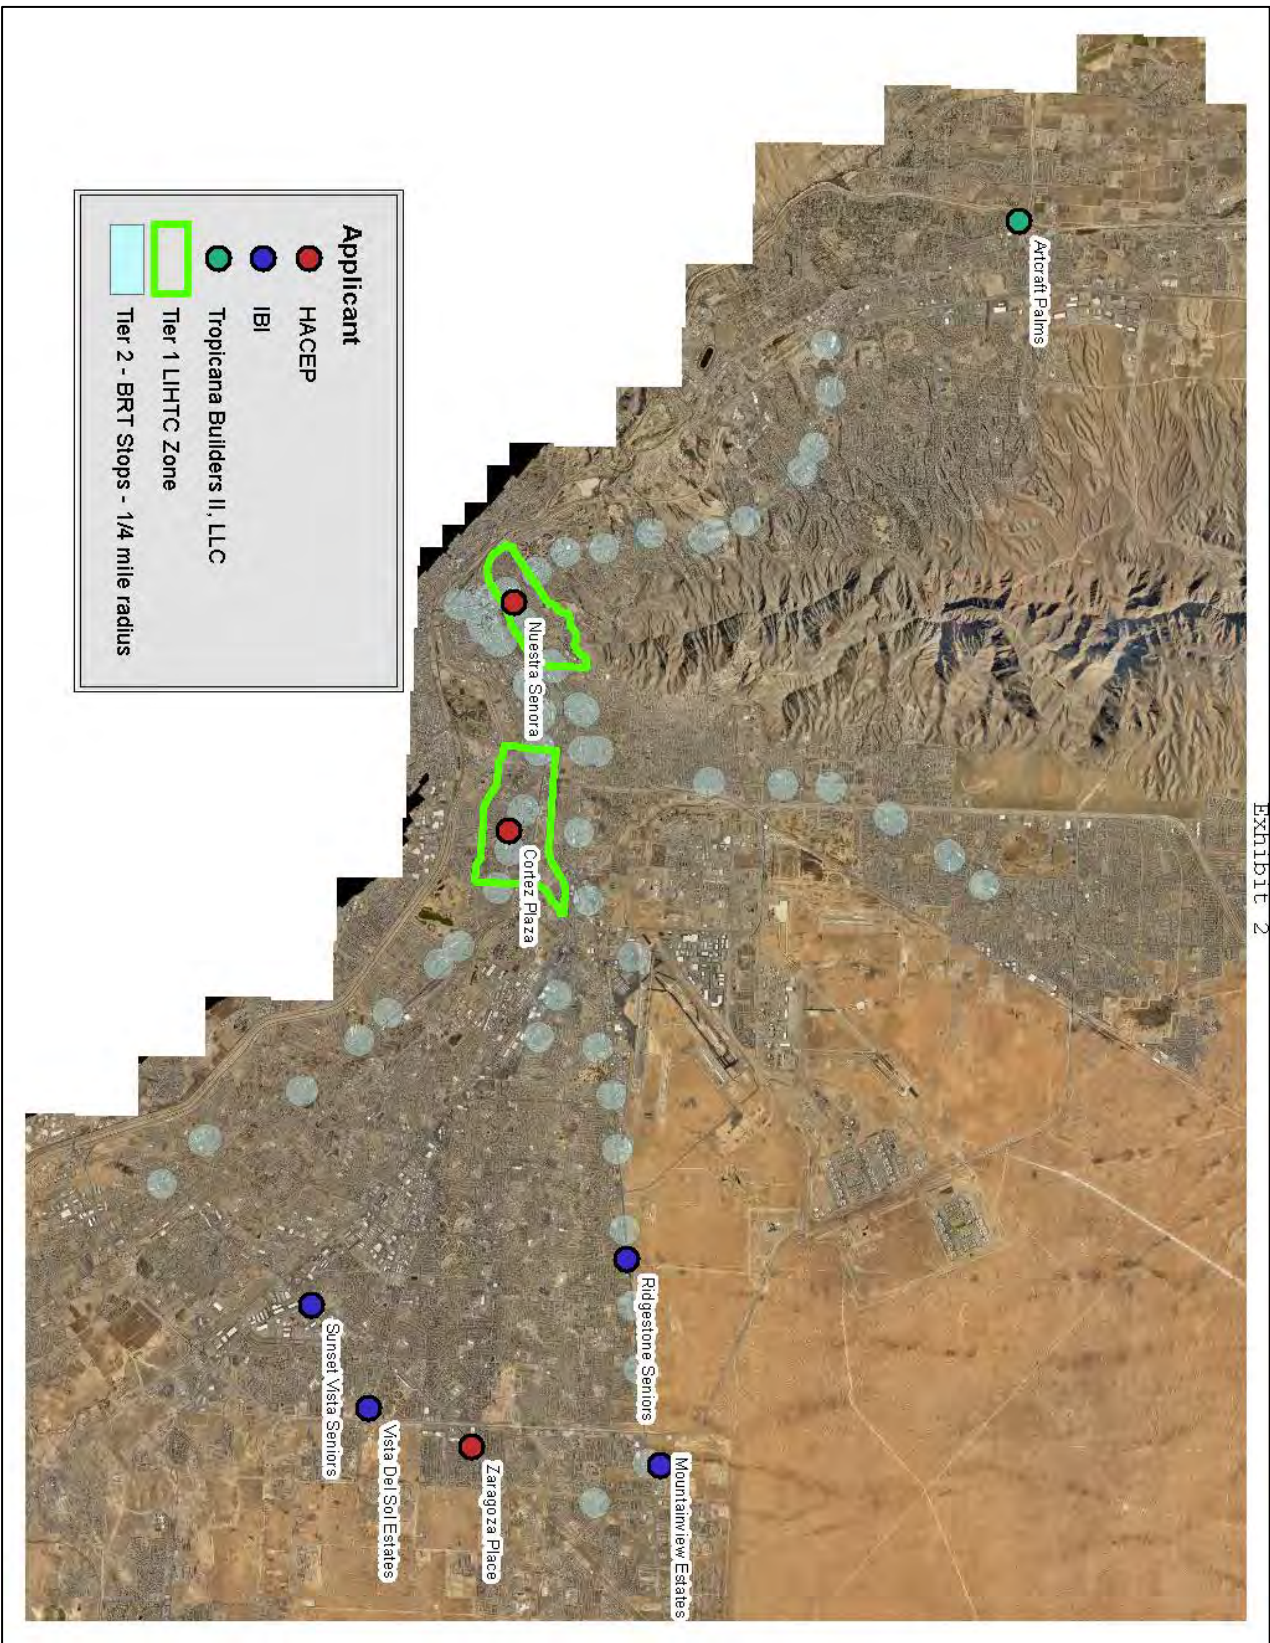 Exhibit 2
Artcraft Palms
Nuestra Senora
Cortez Plaza
Ridgestone Seniors
Mountainview Estates
Sunset Vista Seniors
Vista Del Sol Estates
Zaragoza Place
Applicant
HACEP
IBI
Tropicana Builders II, LLC
Tier 1 LIHTC Zone
Tier 2 - BRT Stops - 1/4 mile radius